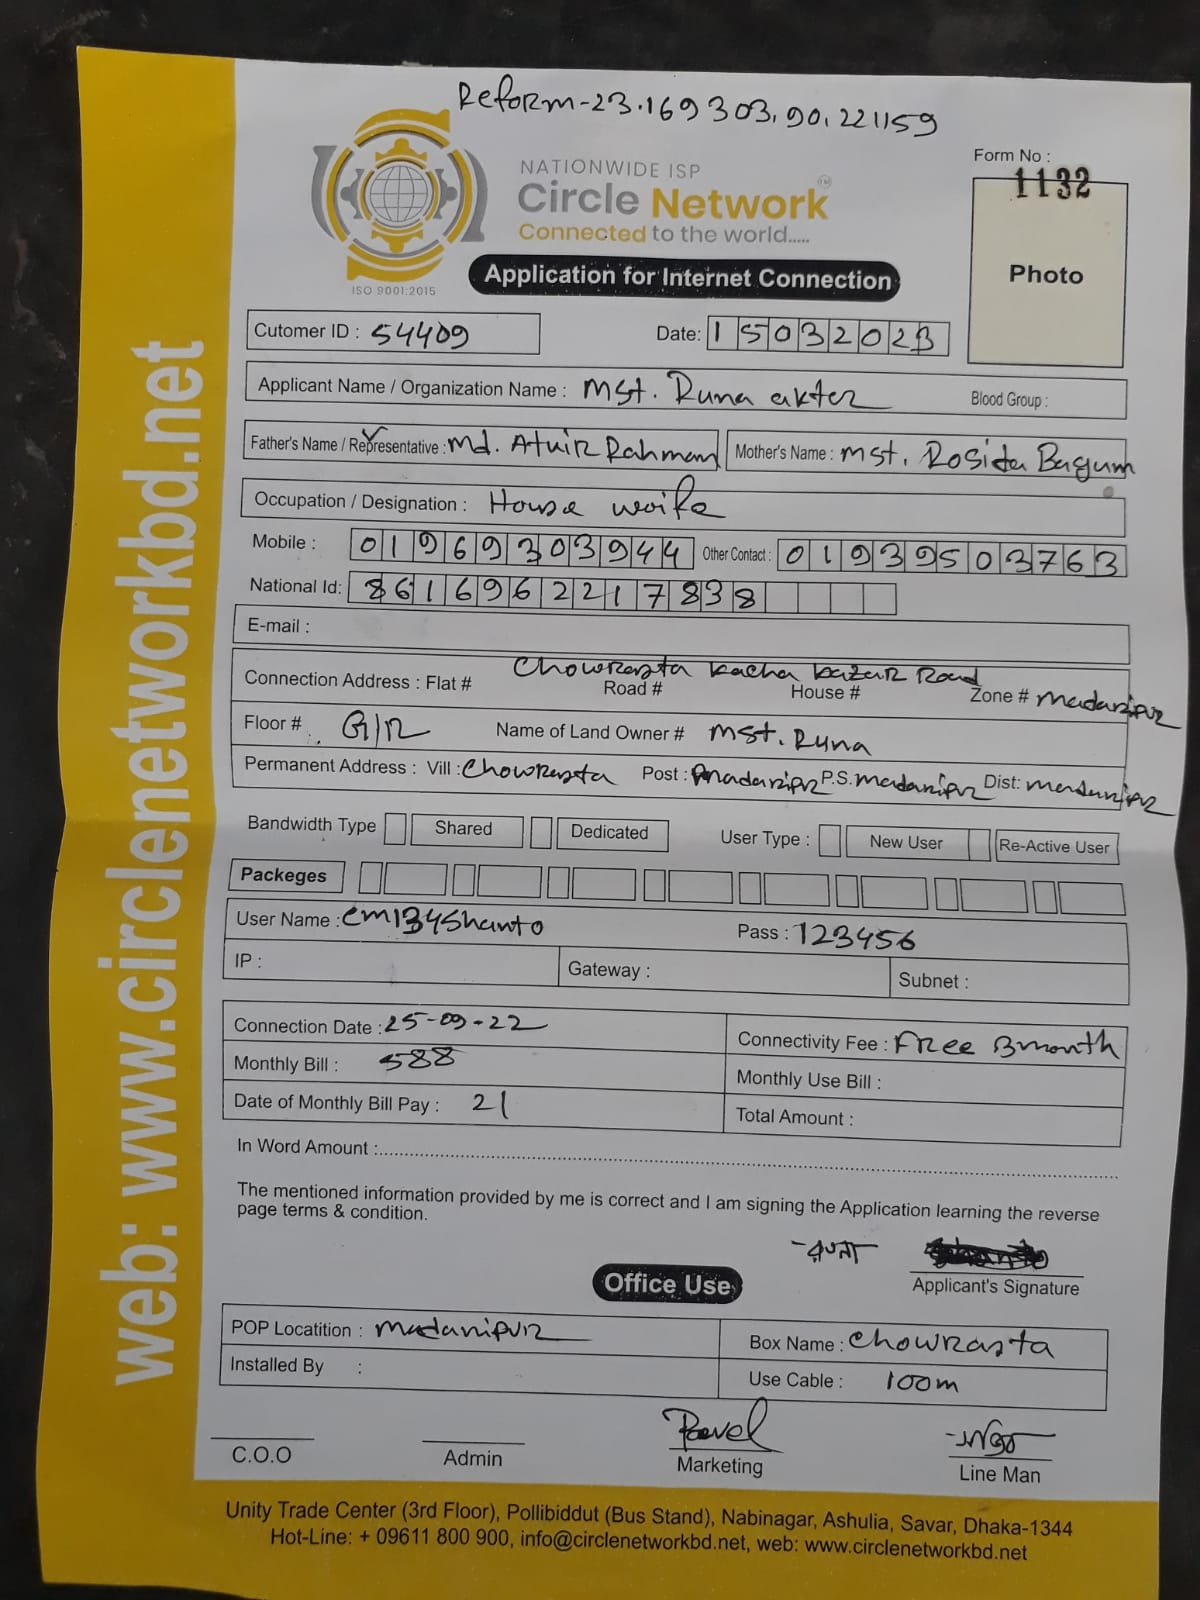 Reform-23.169303,90.221159
NATIONWIDE ISP
Circle Network™
Connected to the world.....
ISO 9001:2015
Application for Internet Connection
Form No :
1132
Photo
Cutomer ID : 54409
Date: 15032023
Applicant Name / Organization Name : Mst. Runa akter Blood Group :
Father's Name / Representative : Md. Atuir Rahman Mother's Name : Mst. Rosida Bagum
Occupation / Designation : House waife
Mobile : 01969303944 Other Contact : 01939503763
National Id: 8616962217838
E-mail :
Chowrasta kacha bazar Road
Connection Address : Flat # Road # House # Zone # Madanipur
Floor # G/R Name of Land Owner # Mst. Runa
Permanent Address : Vill : Chowrasta Post : Madanipur P.S. Madanipur Dist: Madanipur
Bandwidth Type Shared Dedicated User Type : New User Re-Active User
Packeges
User Name : cm134Shanto Pass : 123456
IP : Gateway : Subnet :
Connection Date : 25-09-22 Connectivity Fee : Free 3month
Monthly Bill : 588 Monthly Use Bill :
Date of Monthly Bill Pay : 21 Total Amount :
In Word Amount :
The mentioned information provided by me is correct and I am signing the Application learning the reverse
page terms & condition.
রুনা
Applicant's Signature
Office Use
POP Locatition : Madanipur Box Name : Chowrasta
Installed By : Use Cable : 100m
C.O.O Admin Pavel Marketing Line Man
Unity Trade Center (3rd Floor), Pollibiddut (Bus Stand), Nabinagar, Ashulia, Savar, Dhaka-1344
Hot-Line: + 09611 800 900, info@circlenetworkbd.net, web: www.circlenetworkbd.net
web: www.circlenetworkbd.net